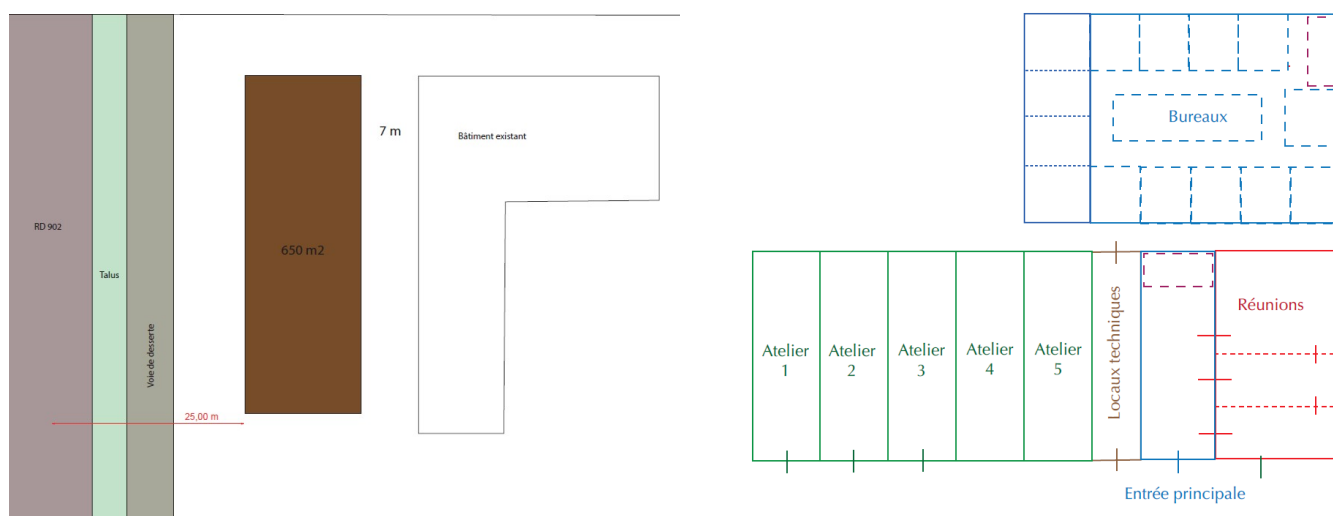 RD 902
Talus
Voie de desserte
25,00 m
650 m2
7 m
Bâtiment existant
Bureaux
Atelier
1
Atelier
2
Atelier
3
Atelier
4
Atelier
5
Locaux techniques
Réunions
Entrée principale